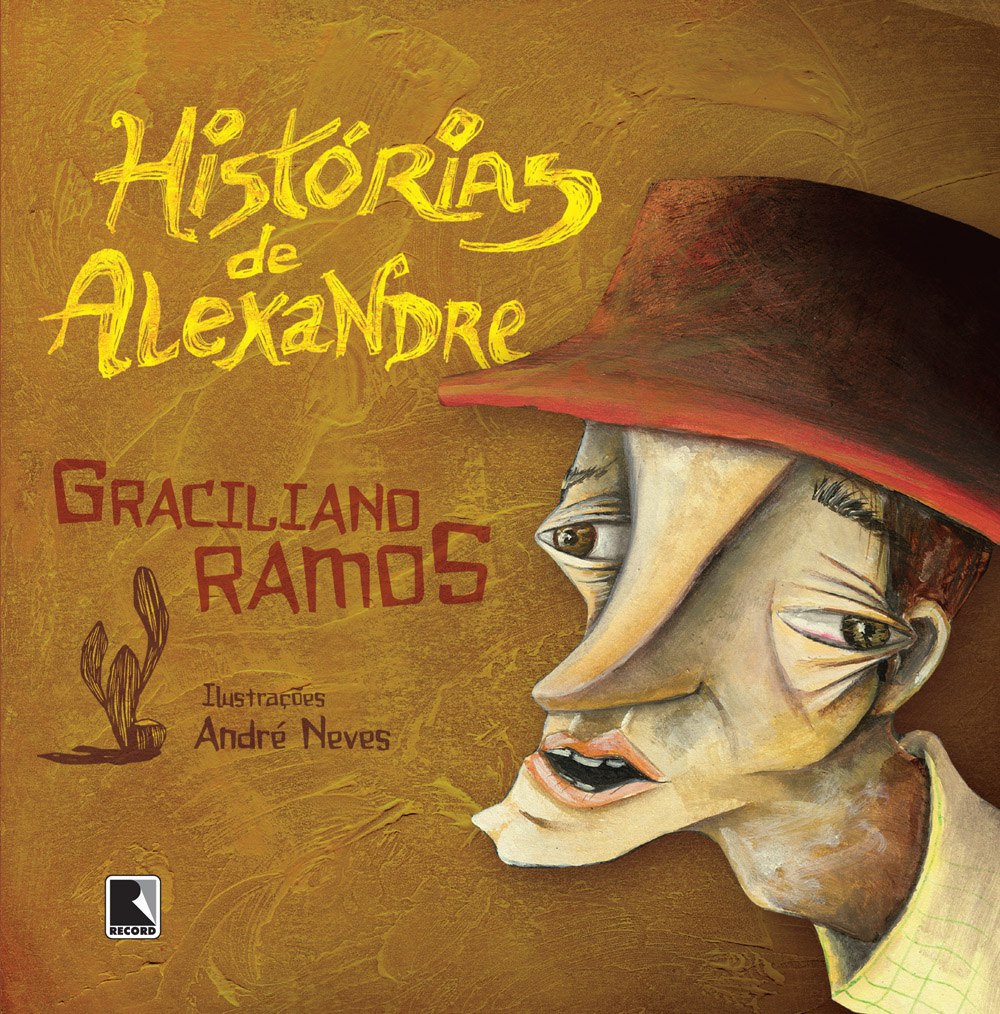 Histórias
de
Alexandre
Graciliano
Ramos
Ilustrações
André Neves
R
RECORD